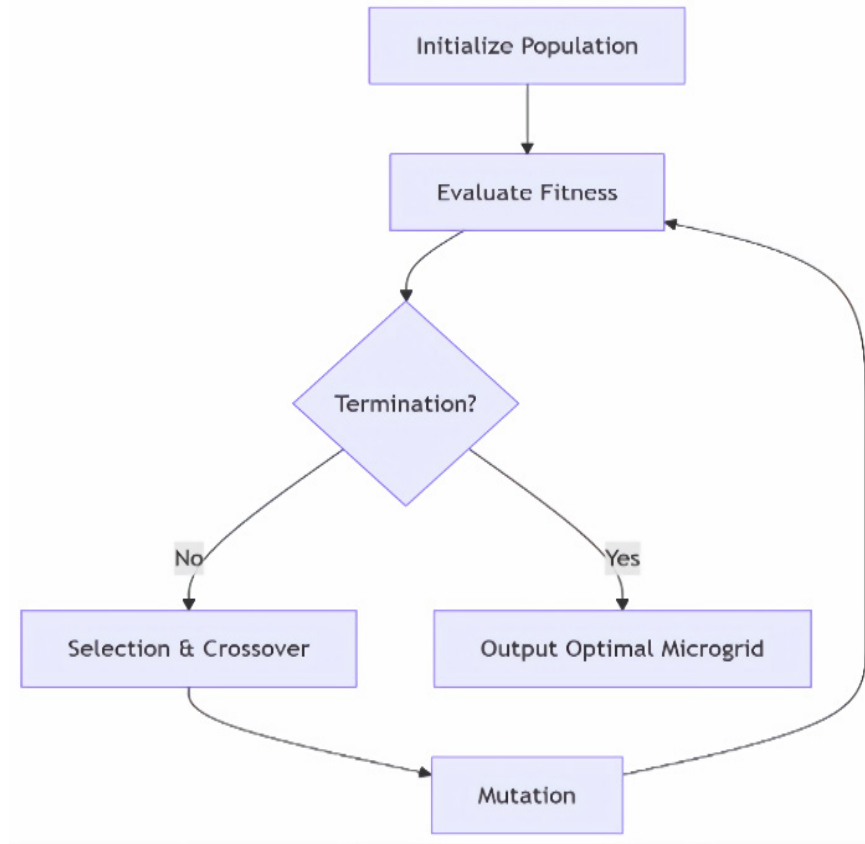 Initialize Population
Evaluate Fitness
Termination?
No
Yes
Selection & Crossover
Output Optimal Microgrid
Mutation